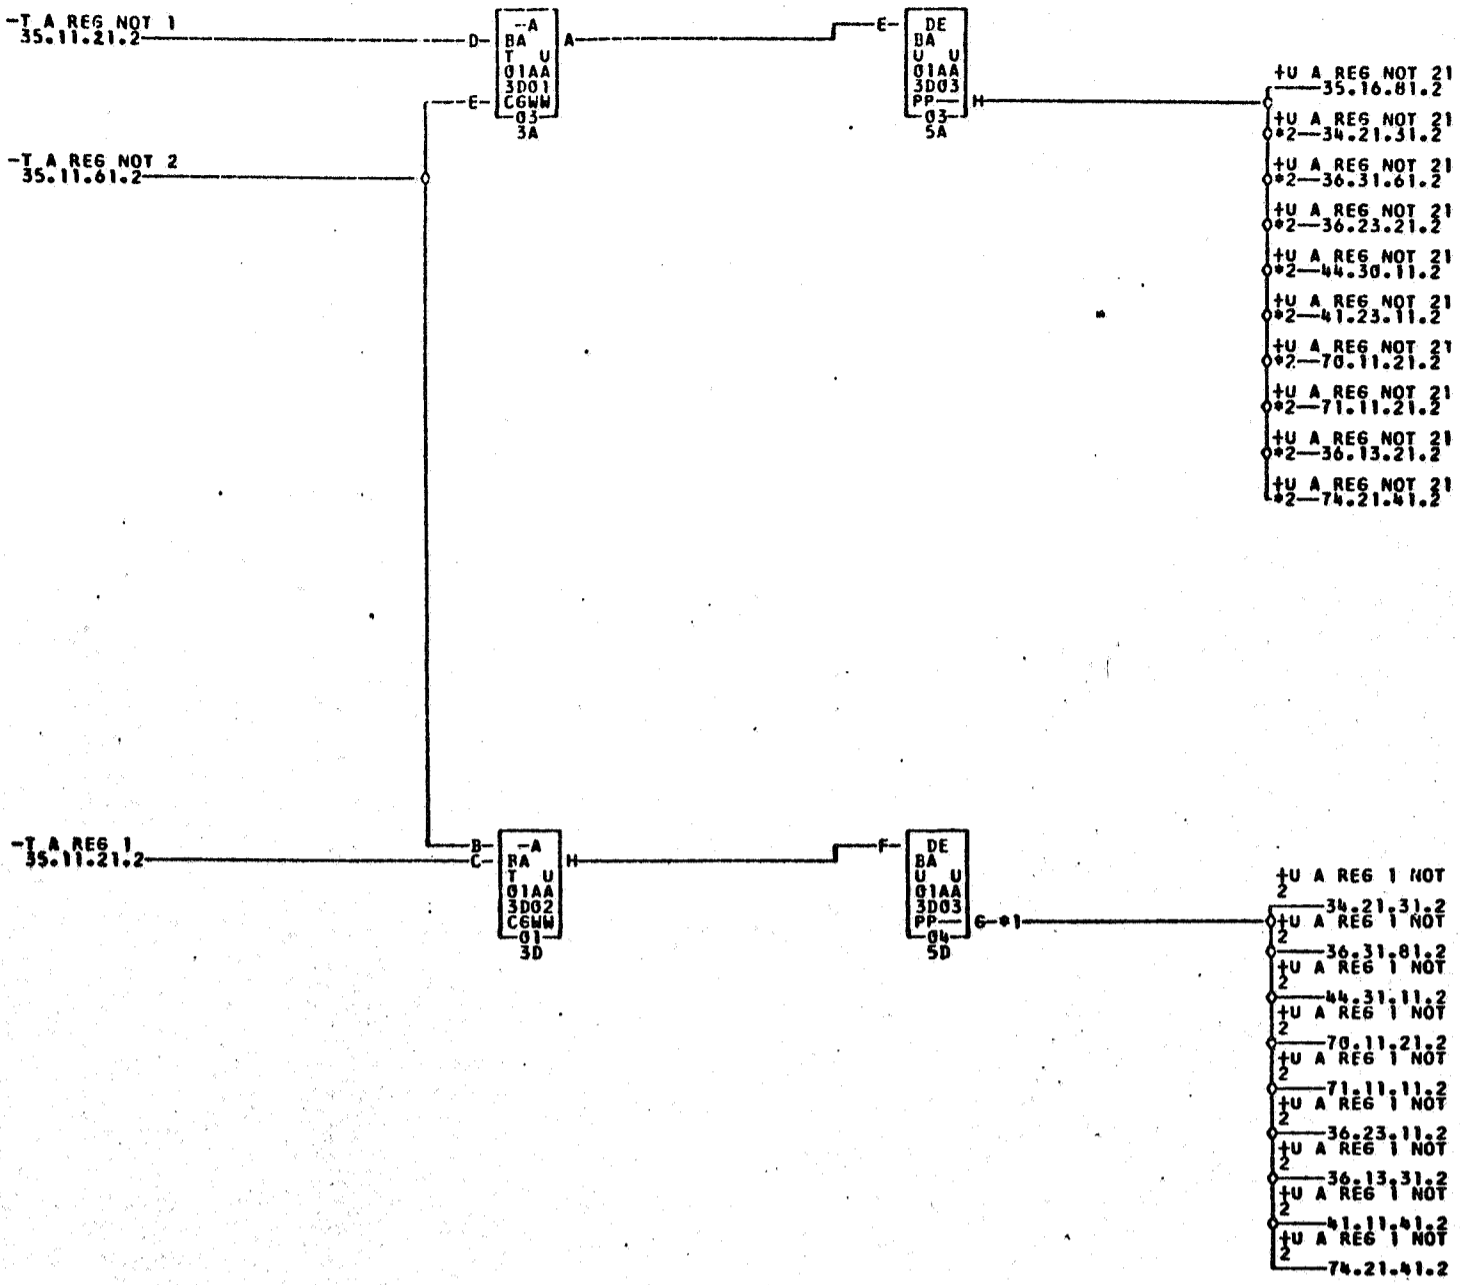 -T A REG NOT 1
35.11.21.2
D
-A
BA
T U
01AA
3D01
CGWW
03
3A
A
E
E
DE
BA
U U
01AA
3D03
PP
03
5A
H
-T A REG NOT 2
35.11.61.2
+U A REG NOT 21
35.16.81.2
+U A REG NOT 21
*2—34.21.31.2
+U A REG NOT 21
*2—36.31.61.2
+U A REG NOT 21
*2—36.23.21.2
+U A REG NOT 21
*2—44.30.11.2
+U A REG NOT 21
*2—41.23.11.2
+U A REG NOT 21
*2—70.11.21.2
+U A REG NOT 21
*2—71.11.21.2
+U A REG NOT 21
*2—36.13.21.2
+U A REG NOT 21
*2—74.21.41.2
-T A REG 1
35.11.21.2
B
C
-A
BA
T U
01AA
3D02
CGWW
01
3D
H
F
DE
BA
U U
01AA
3D03
PP
04
5D
G-*1
+U A REG 1 NOT
2
34.21.31.2
+U A REG 1 NOT
2
36.31.81.2
+U A REG 1 NOT
2
44.31.11.2
+U A REG 1 NOT
2
70.11.21.2
+U A REG 1 NOT
2
71.11.11.2
+U A REG 1 NOT
2
36.23.11.2
+U A REG 1 NOT
2
36.13.31.2
+U A REG 1 NOT
2
41.11.41.2
+U A REG 1 NOT
2
74.21.41.2